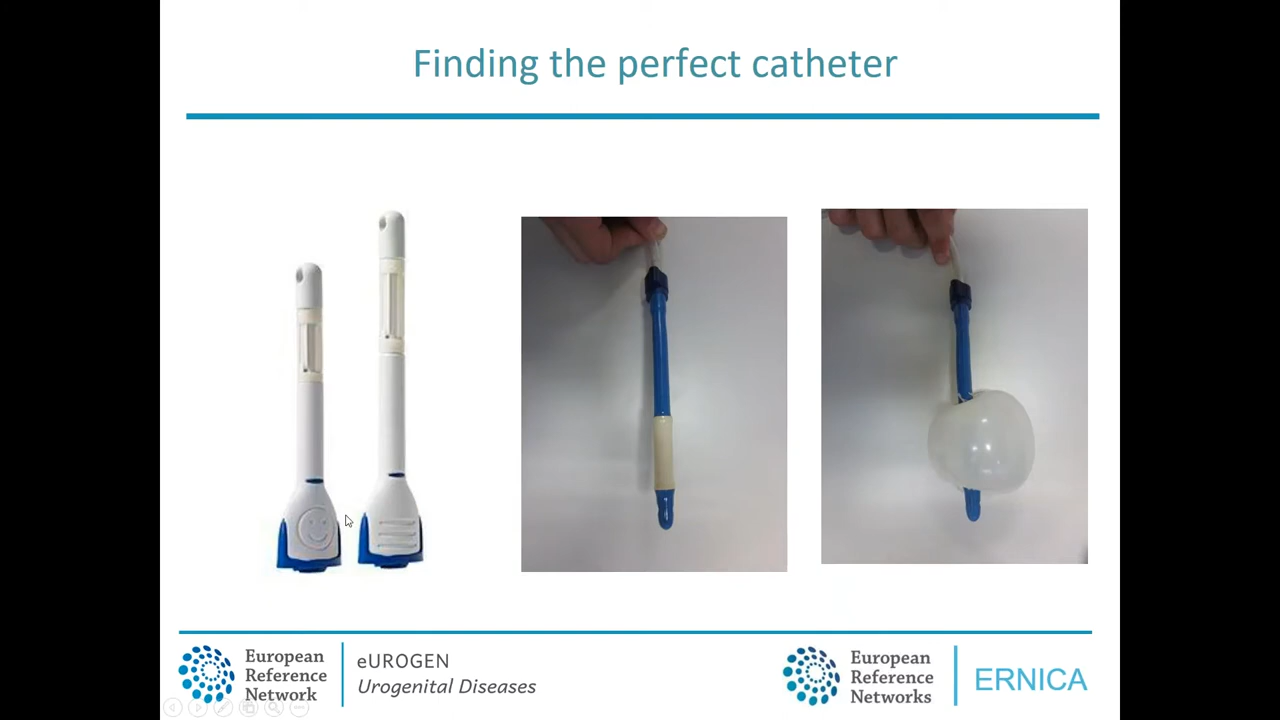 Finding the perfect catheter
European
Reference
Network
eUROGEN
Urogenital Diseases
European
Reference
Networks
ERNICA